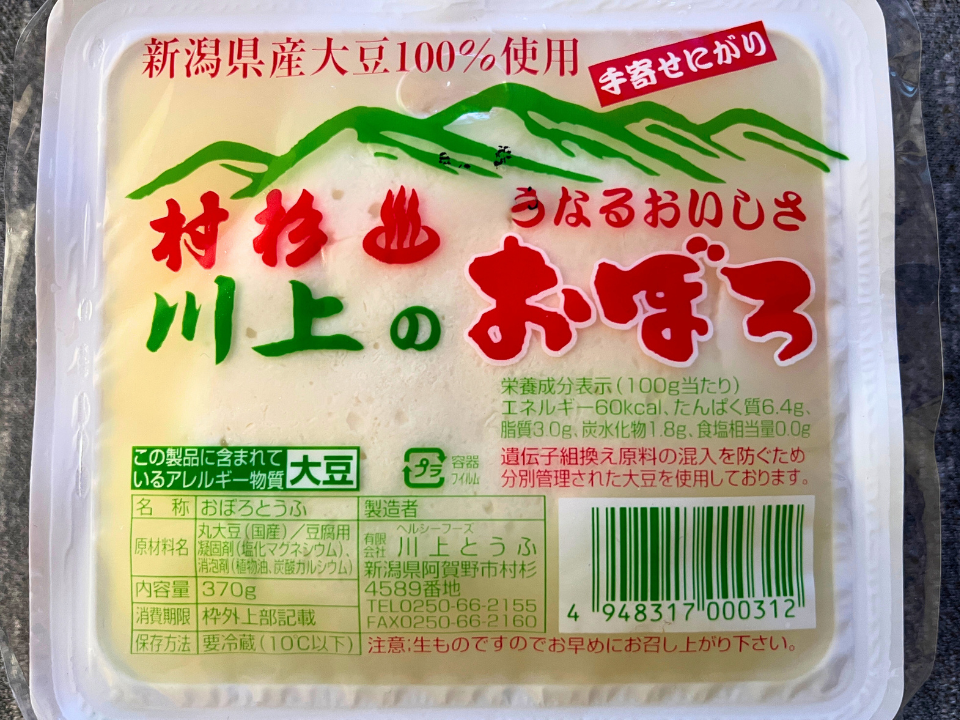 新潟県産大豆100%使用
手寄せにがり
村杉♨
うなるおいしさ
川上の
おぼろ
栄養成分表示(100g当たり)
エネルギー60kcal、たんぱく質6.4g、
脂質3.0g、炭水化物1.8g、食塩相当量0.0g
この製品に含まれて
いるアレルギー物質
大豆
プラ
容器
フィルム
遺伝子組換え原料の混入を防ぐため
分別管理された大豆を使用しております。
名 称 おぼろとうふ
原材料名 丸大豆(国産)/豆腐用
凝固剤(塩化マグネシウム)、
消泡剤(植物油、炭酸カルシウム)
内容量 370g
消費期限 枠外上部記載
保存方法 要冷蔵(10℃以下)
製造者
ヘルシーフーズ
有限会社 川上とうふ
新潟県阿賀野市村杉
4589番地
TEL0250-66-2155
FAX0250-66-2160
4 948317 000312
注意;生ものですのでお早めにお召し上がり下さい。